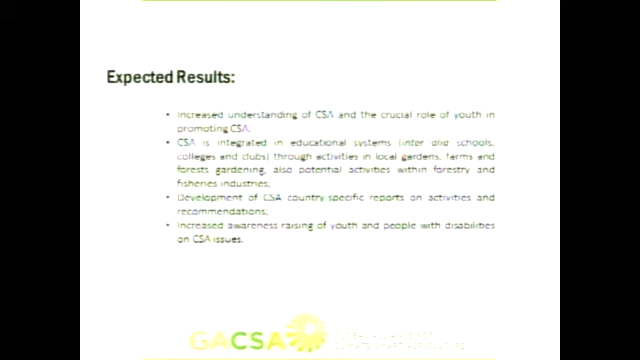 Expected Results:
• Increased understanding of CSA and the crucial role of youth in
promoting CSA.
• CSA is integrated in educational systems (inter alia schools,
colleges and clubs) through activities in local gardens, farms and
forests gardening, also potential activities within forestry and
fisheries industries;
• Development of CSA country-specific reports on activities and
recommendations;
• Increased awareness raising of youth and people with disabilities
on CSA issues.
GACSA
CLIMATE-SMART AGRICULTURE